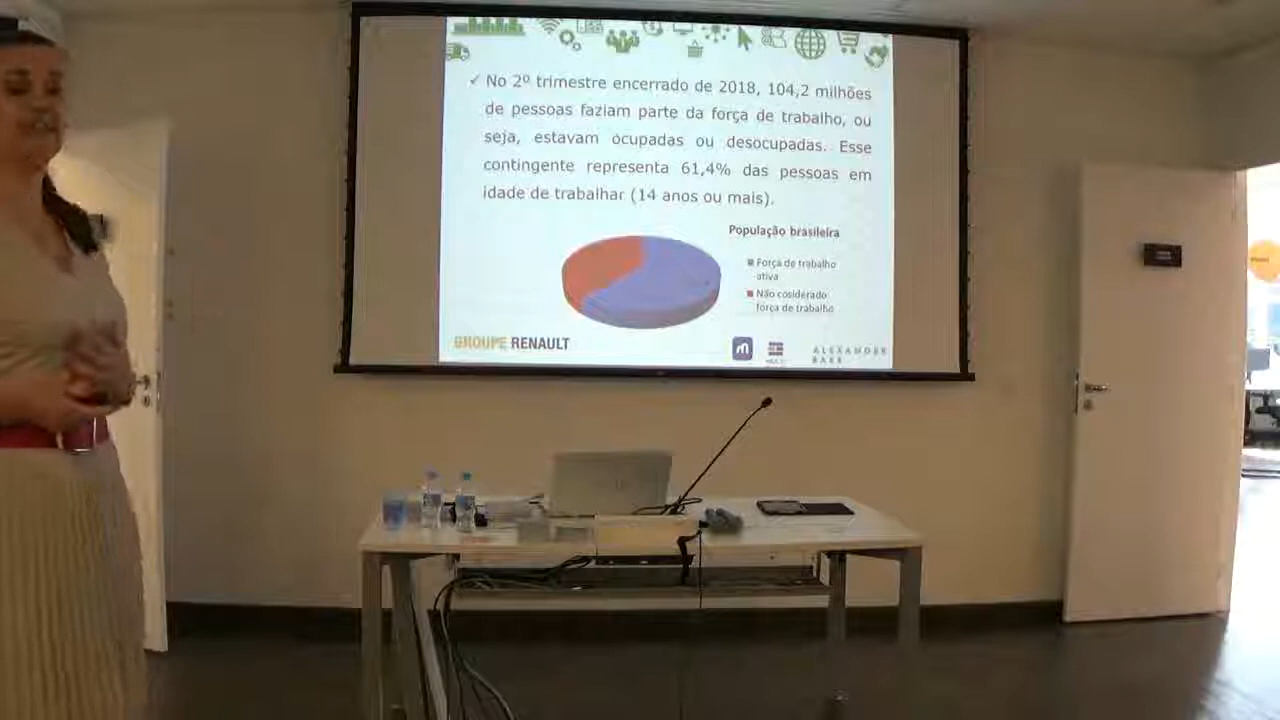 ✓ No 2º trimestre encerrado de 2018, 104,2 milhões
de pessoas faziam parte da força de trabalho, ou
seja, estavam ocupadas ou desocupadas. Esse
contingente representa 61,4% das pessoas em
idade de trabalhar (14 anos ou mais).
População brasileira
Força de trabalho
ativa
Não cosiderado
força de trabalho
GROUPE RENAULT
ALEXANDER